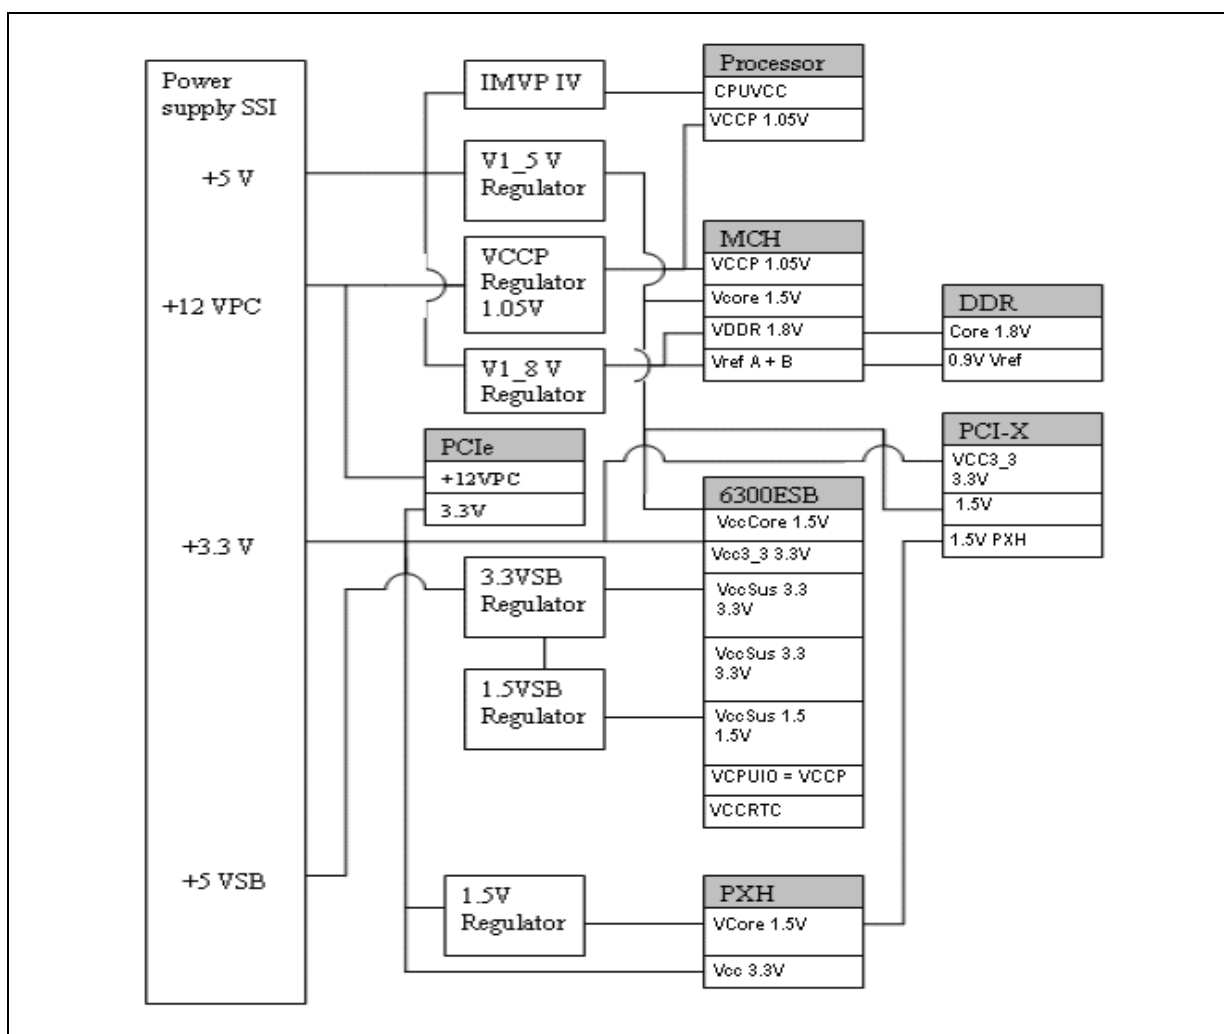 Power
supply SSI
+5 V
+12 VPC
+3.3 V
+5 VSB
IMVP IV
V1_5 V
Regulator
VCCP
Regulator
1.05V
V1_8 V
Regulator
PCIe
+12VPC
3.3V
3.3VSB
Regulator
1.5VSB
Regulator
1.5V
Regulator
Processor
CPUVCC
VCCP 1.05V
MCH
VCCP 1.05V
Vcore 1.5V
VDDR 1.8V
Vref A + B
6300ESB
VccCore 1.5V
Vcc3_3 3.3V
VccSus 3.3
3.3V
VccSus 3.3
3.3V
VccSus 1.5
1.5V
VCPUIO = VCCP
VCCRTC
PXH
VCore 1.5V
Vcc 3.3V
DDR
Core 1.8V
0.9V Vref
PCI-X
VCC3_3
3.3V
1.5V
1.5V PXH